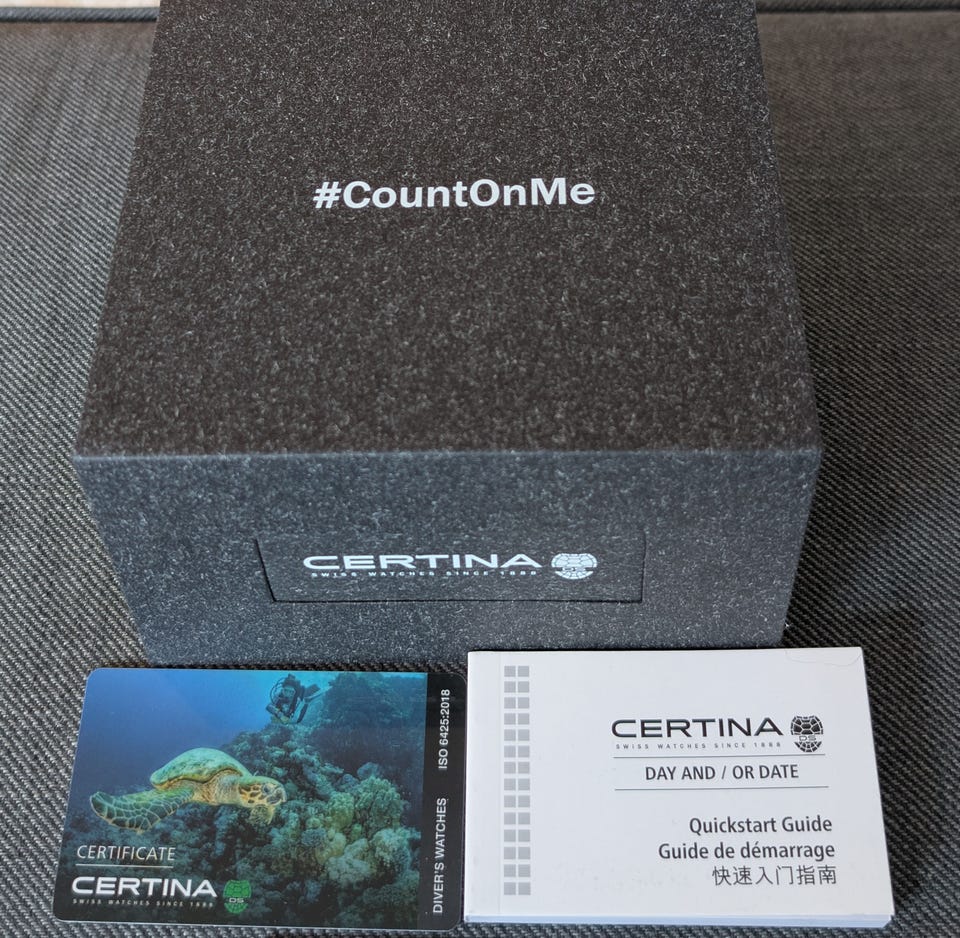 #CountOnMe
CERTINA
SWISS WATCHES SINCE 1888
DS
CERTIFICATE
CERTINA
SWISS WATCHES SINCE 1888
DS
DIVER'S WATCHES
ISO 6425:2018
CERTINA
SWISS WATCHES SINCE 1888
DS
DAY AND / OR DATE
Quickstart Guide
Guide de démarrage
快速入门指南